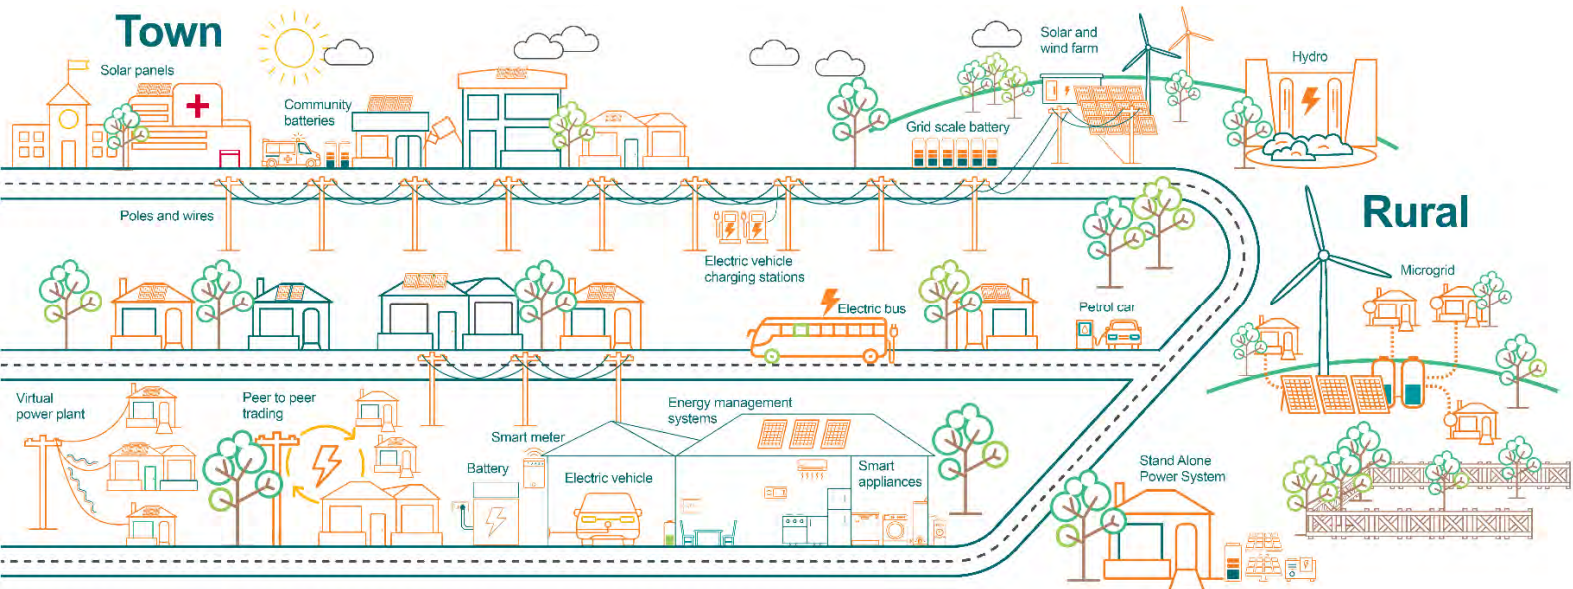 Town
Solar panels
Community
batteries
Solar and
wind farm
Hydro
Grid scale battery
Poles and wires
Electric vehicle
charging stations
Rural
Microgrid
Electric bus
Petrol car
Virtual
power plant
Peer to peer
trading
Energy management
systems
Smart meter
Battery
Electric vehicle
Smart
appliances
Stand Alone
Power System